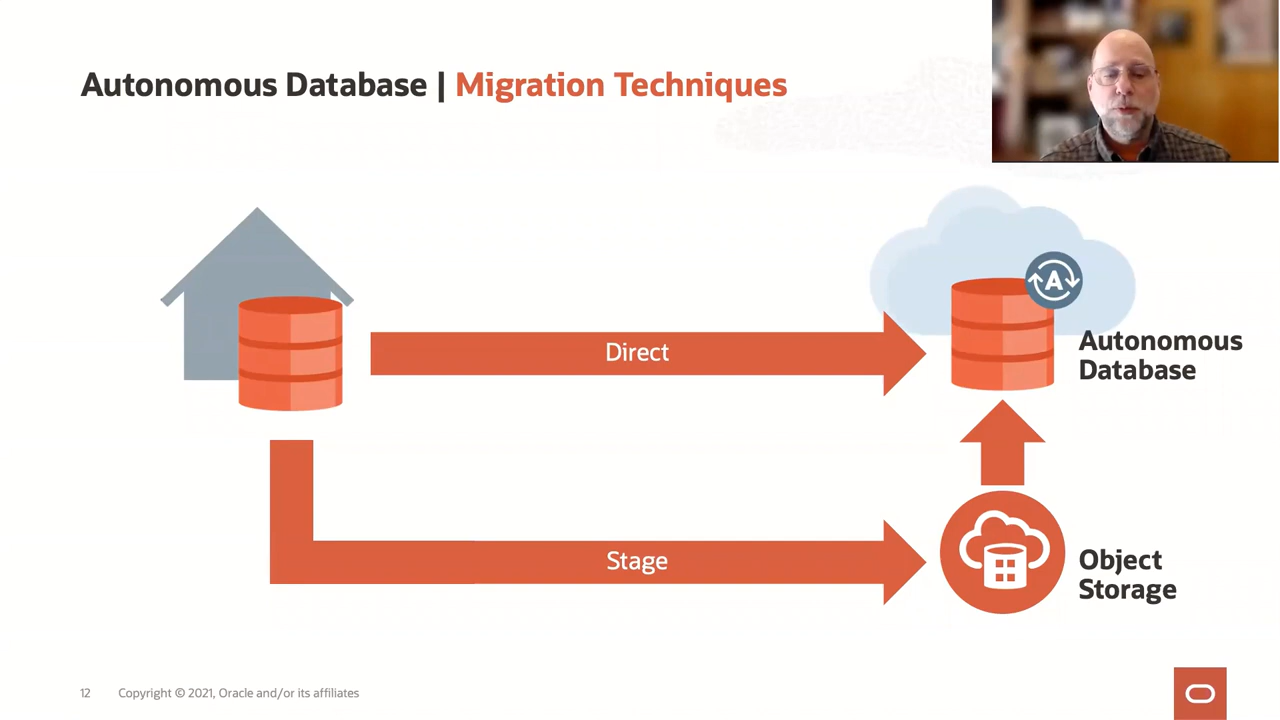 Autonomous Database | Migration Techniques
Direct
A
Autonomous
Database
Stage
Object
Storage
12 Copyright © 2021, Oracle and/or its affiliates